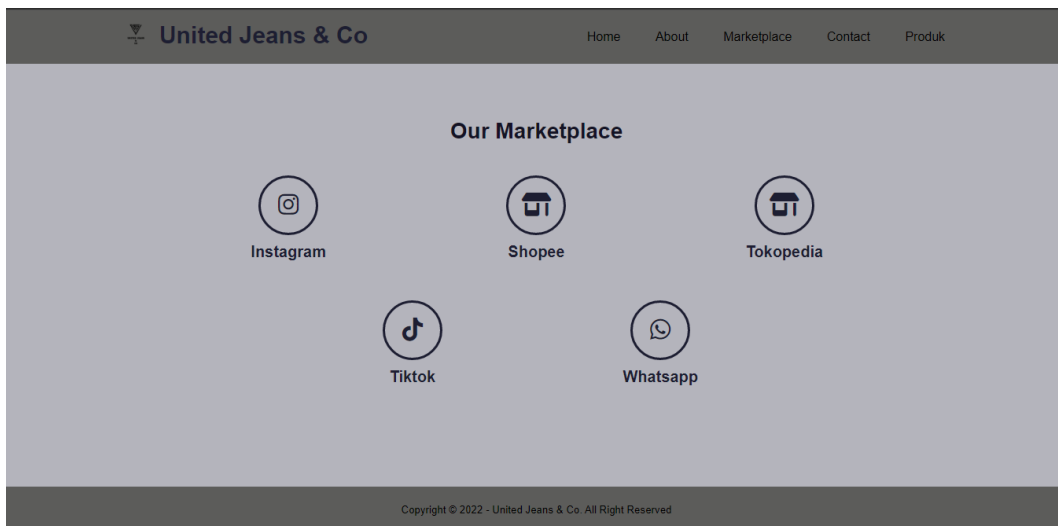 United Jeans & Co
Home About Marketplace Contact Produk
Our Marketplace
Instagram Shopee Tokopedia
Tiktok Whatsapp
Copyright © 2022 - United Jeans & Co. All Right Reserved